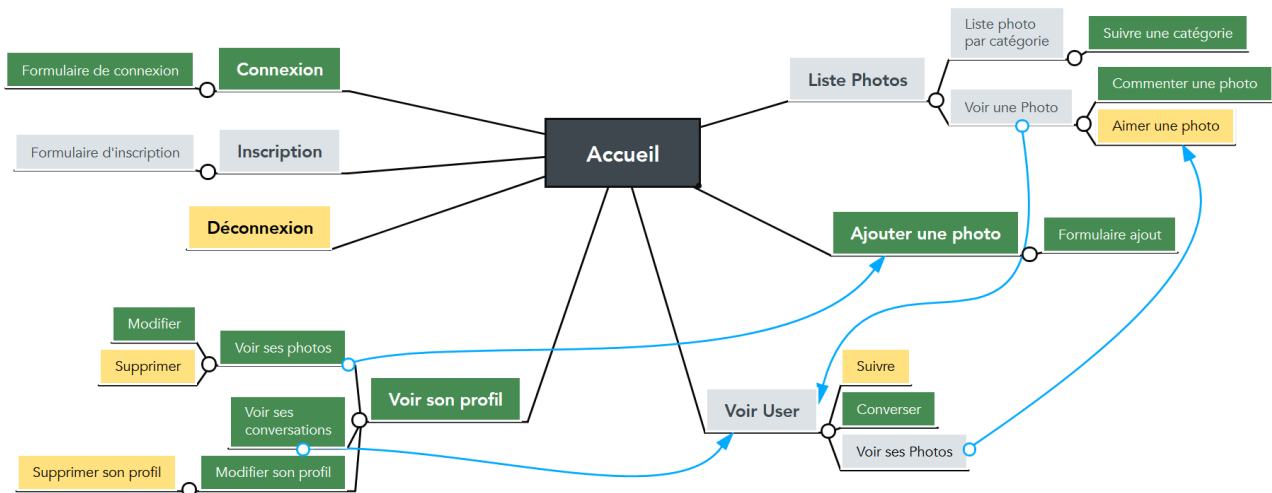 Accueil
Connexion
Formulaire de connexion
Inscription
Formulaire d'inscription
Déconnexion
Voir son profil
Voir ses photos
Modifier
Supprimer
Voir ses
conversations
Modifier son profil
Supprimer son profil
Liste Photos
Liste photo
par catégorie
Suivre une catégorie
Voir une Photo
Commenter une photo
Aimer une photo
Ajouter une photo
Formulaire ajout
Voir User
Suivre
Converser
Voir ses Photos